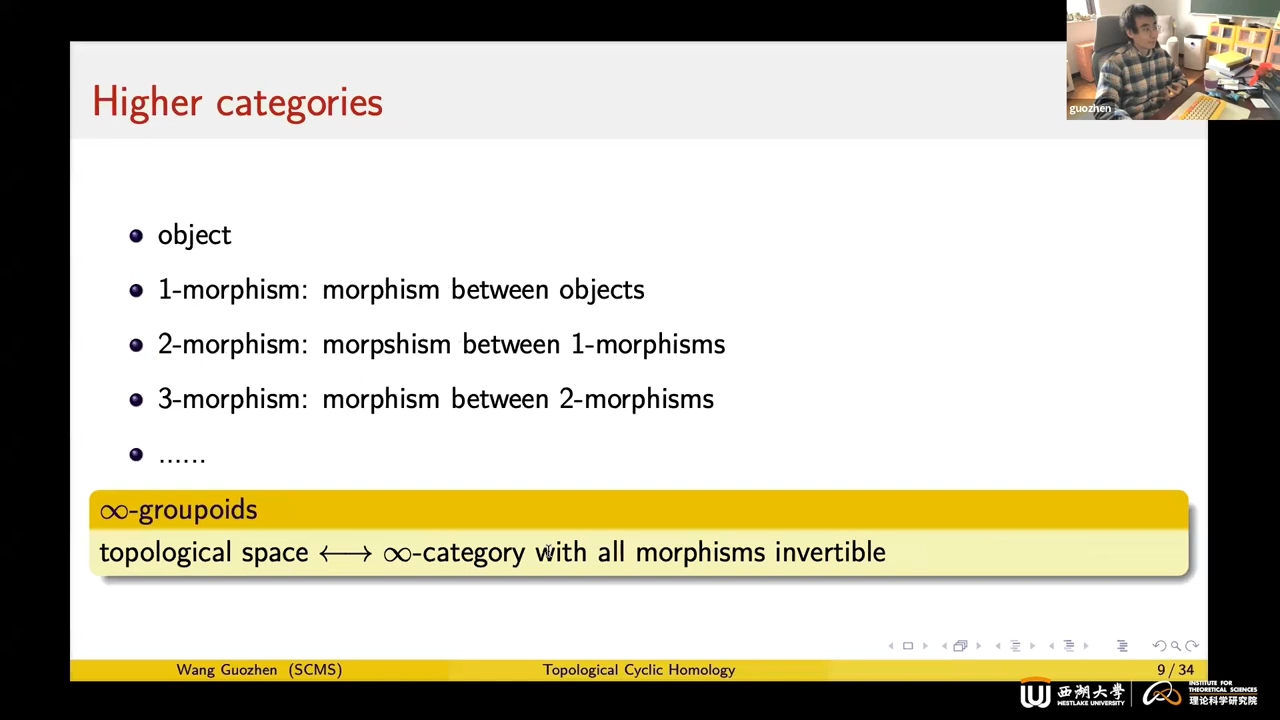 guozhen
Higher categories
object
1-morphism: morphism between objects
2-morphism: morpshism between 1-morphisms
3-morphism: morphism between 2-morphisms
......
∞-groupoids
topological space ⟷ ∞-category with all morphisms invertible
Wang Guozhen (SCMS) Topological Cyclic Homology 9 / 34
西湖大學 INSTITUTE FOR
WESTLAKE UNIVERSITY THEORETICAL SCIENCES
理论科学研究院